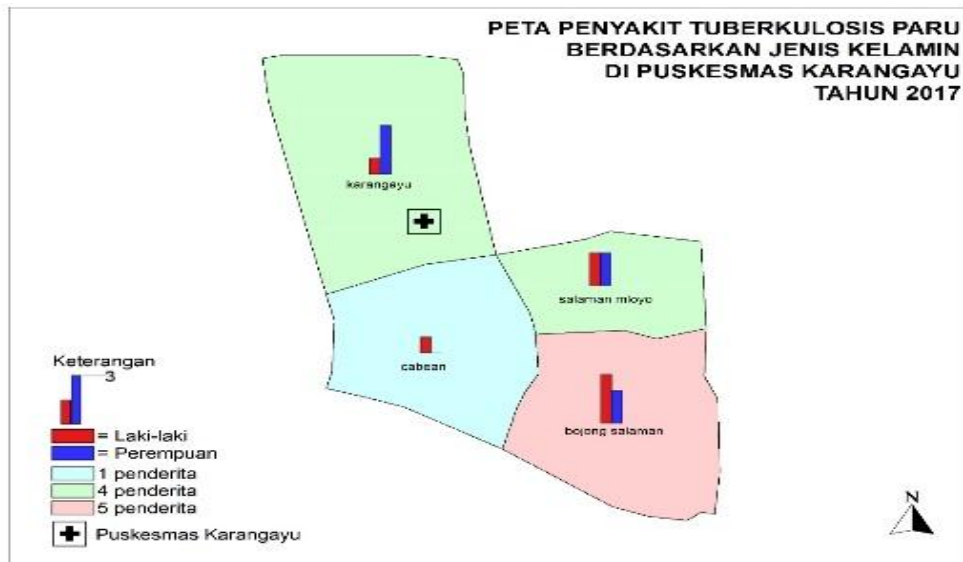 PETA PENYAKIT TUBERKULOSIS PARU
BERDASARKAN JENIS KELAMIN
DI PUSKESMAS KARANGAYU
TAHUN 2017
karangayu
salaman mloyo
cabean
bojong salaman
Keterangan
3
= Laki-laki
= Perempuan
1 penderita
4 penderita
5 penderita
Puskesmas Karangayu
N